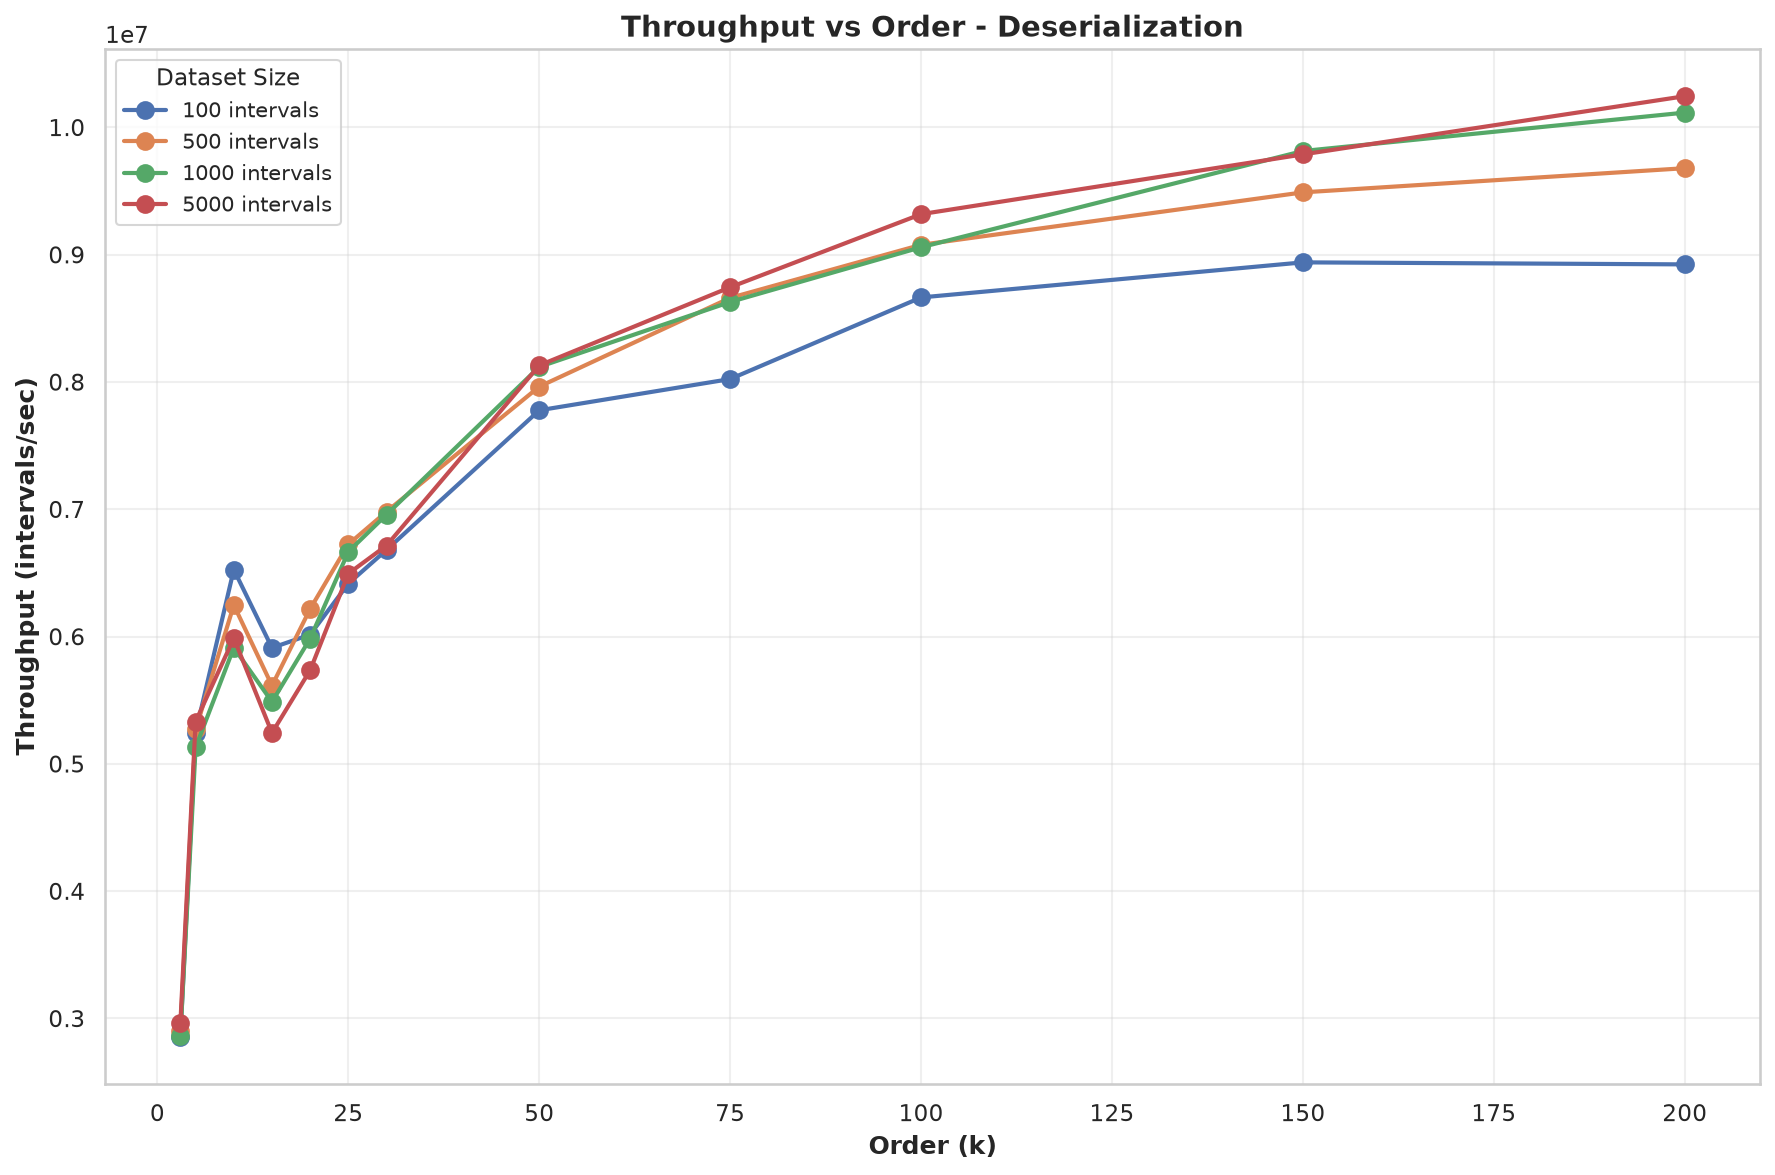 Throughput vs Order - Deserialization
1e7
Dataset Size
100 intervals
500 intervals
1000 intervals
5000 intervals
1.0
0.9
0.8
0.7
0.6
0.5
0.4
0.3
Throughput (intervals/sec)
0 25 50 75 100 125 150 175 200
Order (k)